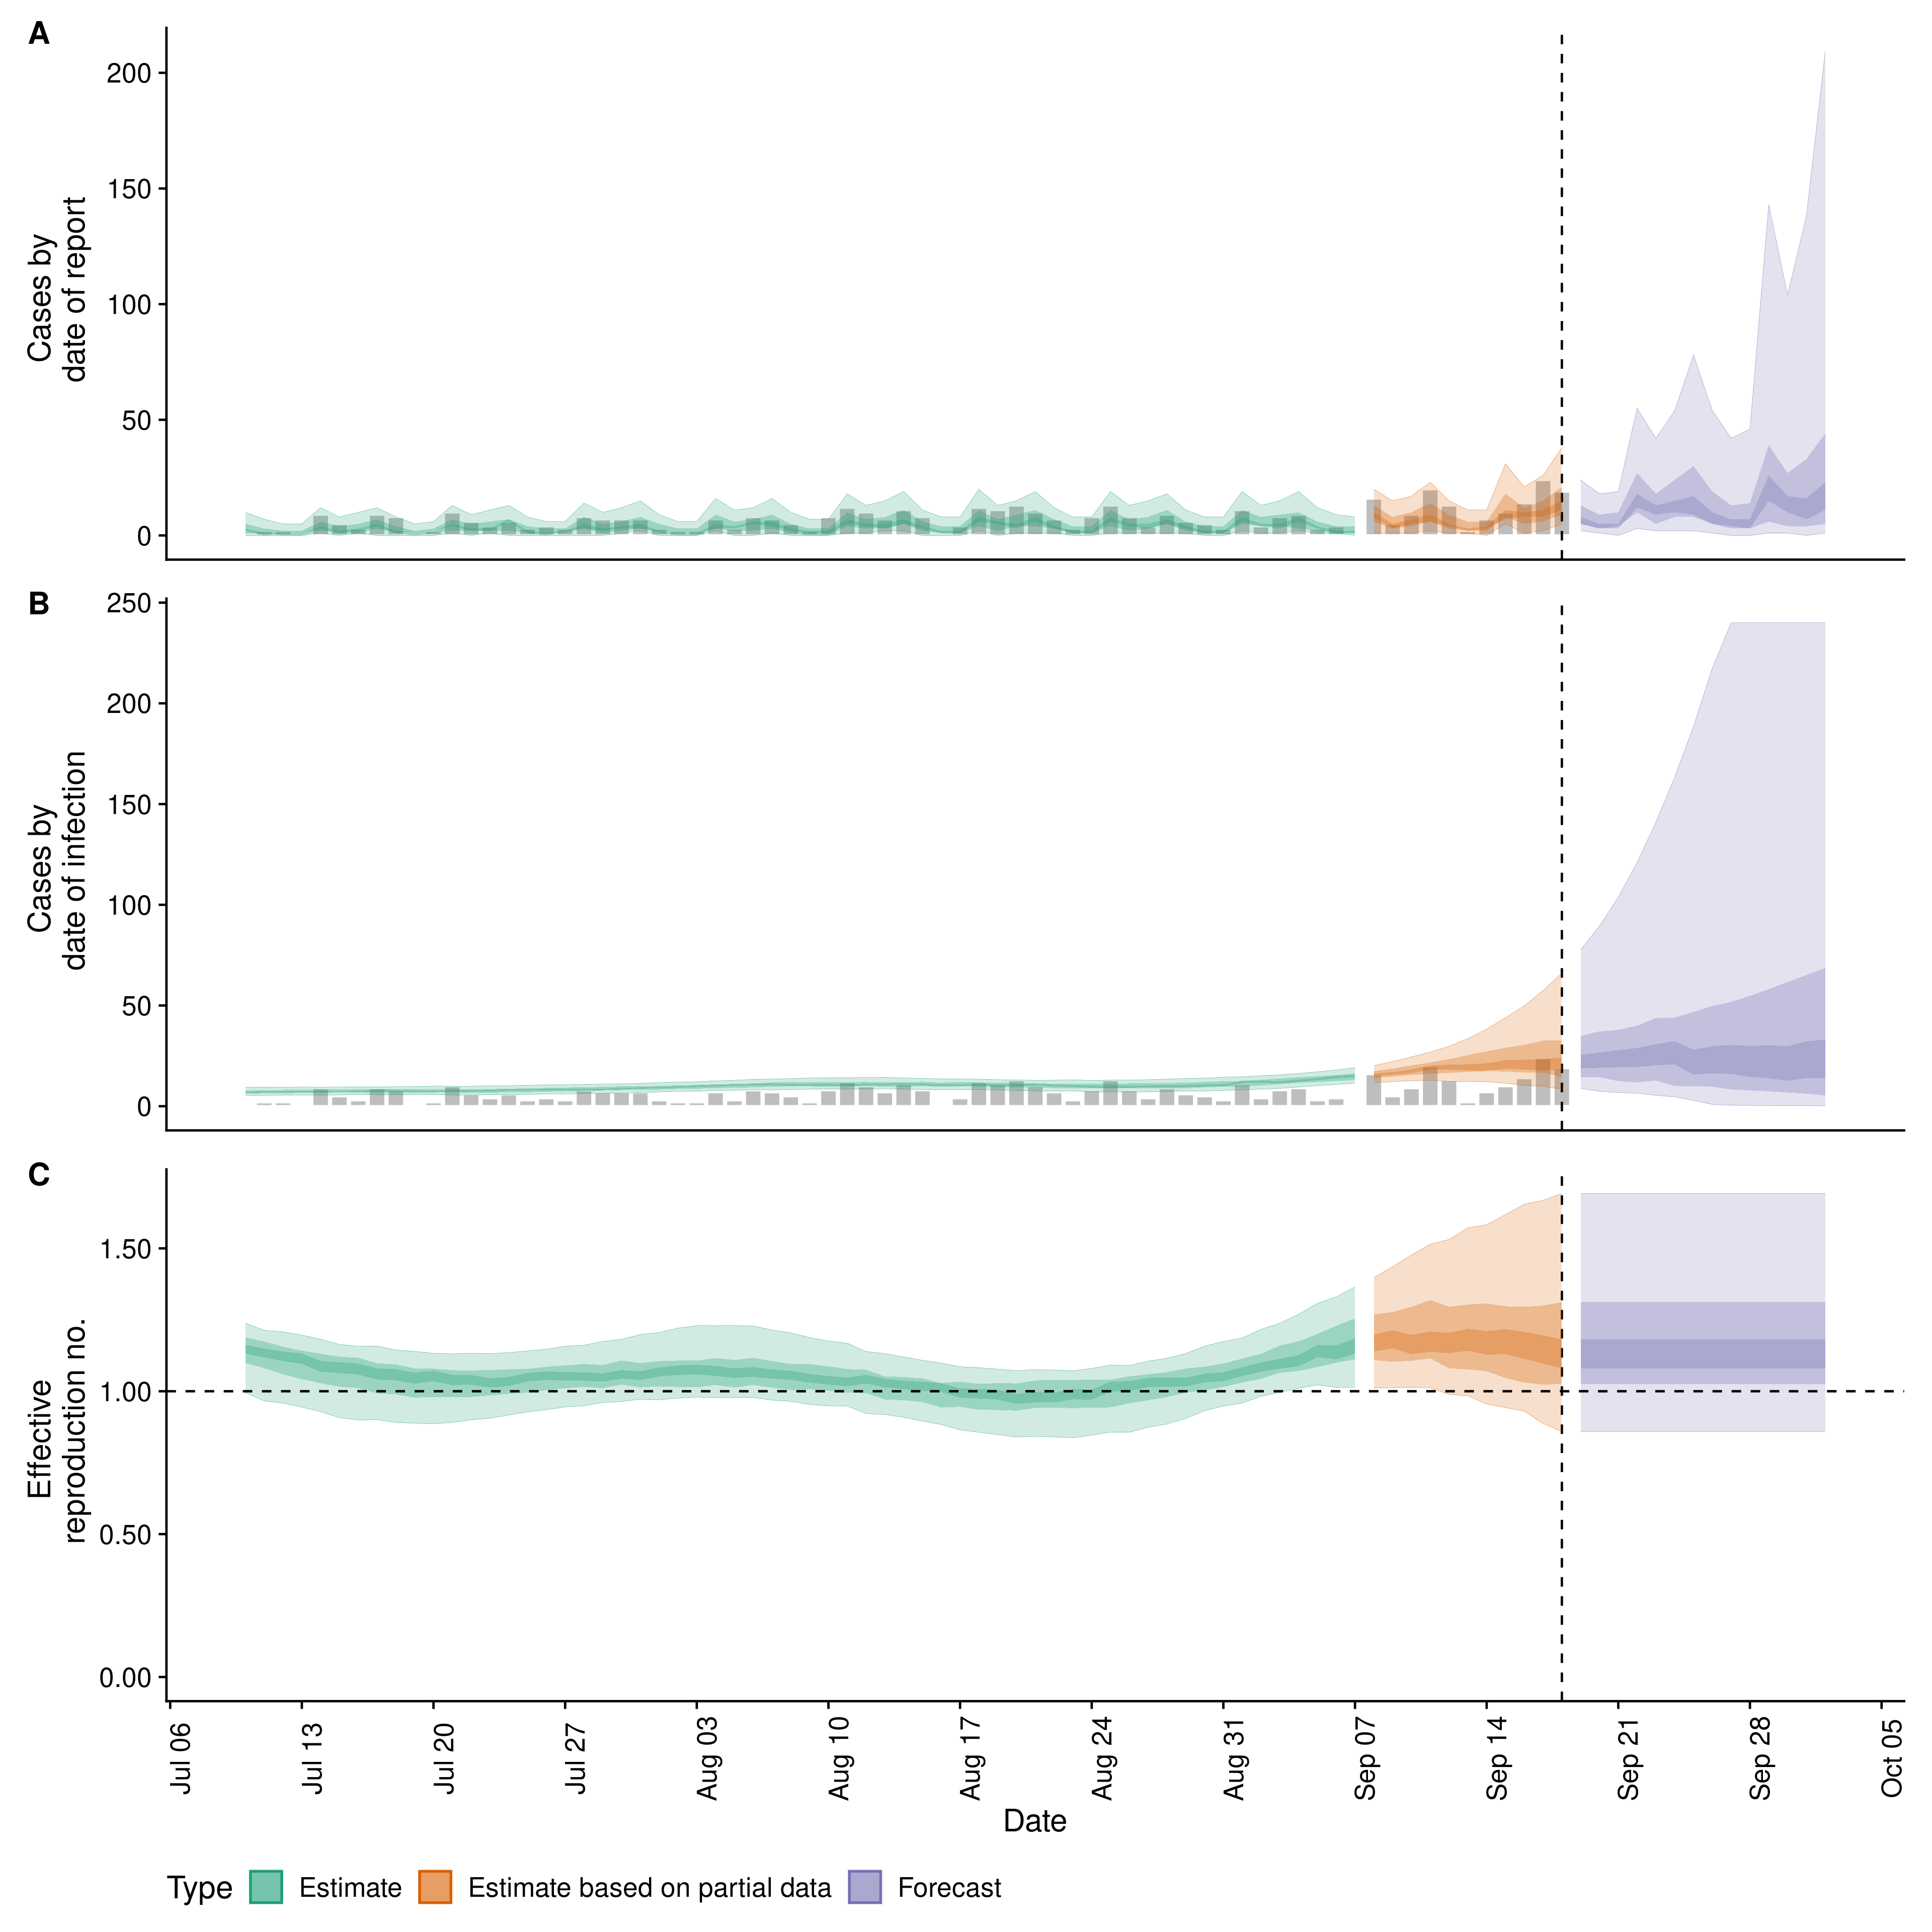 A
200
150
100
50
0
Cases by
date of report
B
250
200
150
100
50
0
Cases by
date of infection
C
1.50
1.00
0.50
0.00
Effective
reproduction no.
Jul 06
Jul 13
Jul 20
Jul 27
Aug 03
Aug 10
Aug 17
Aug 24
Aug 31
Sep 07
Sep 14
Sep 21
Sep 28
Oct 05
Date
Type Estimate Estimate based on partial data Forecast